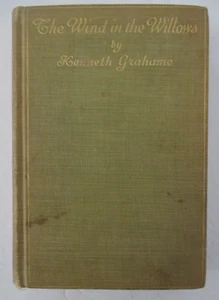 The Wind in the Willows
by
Kenneth Grahame